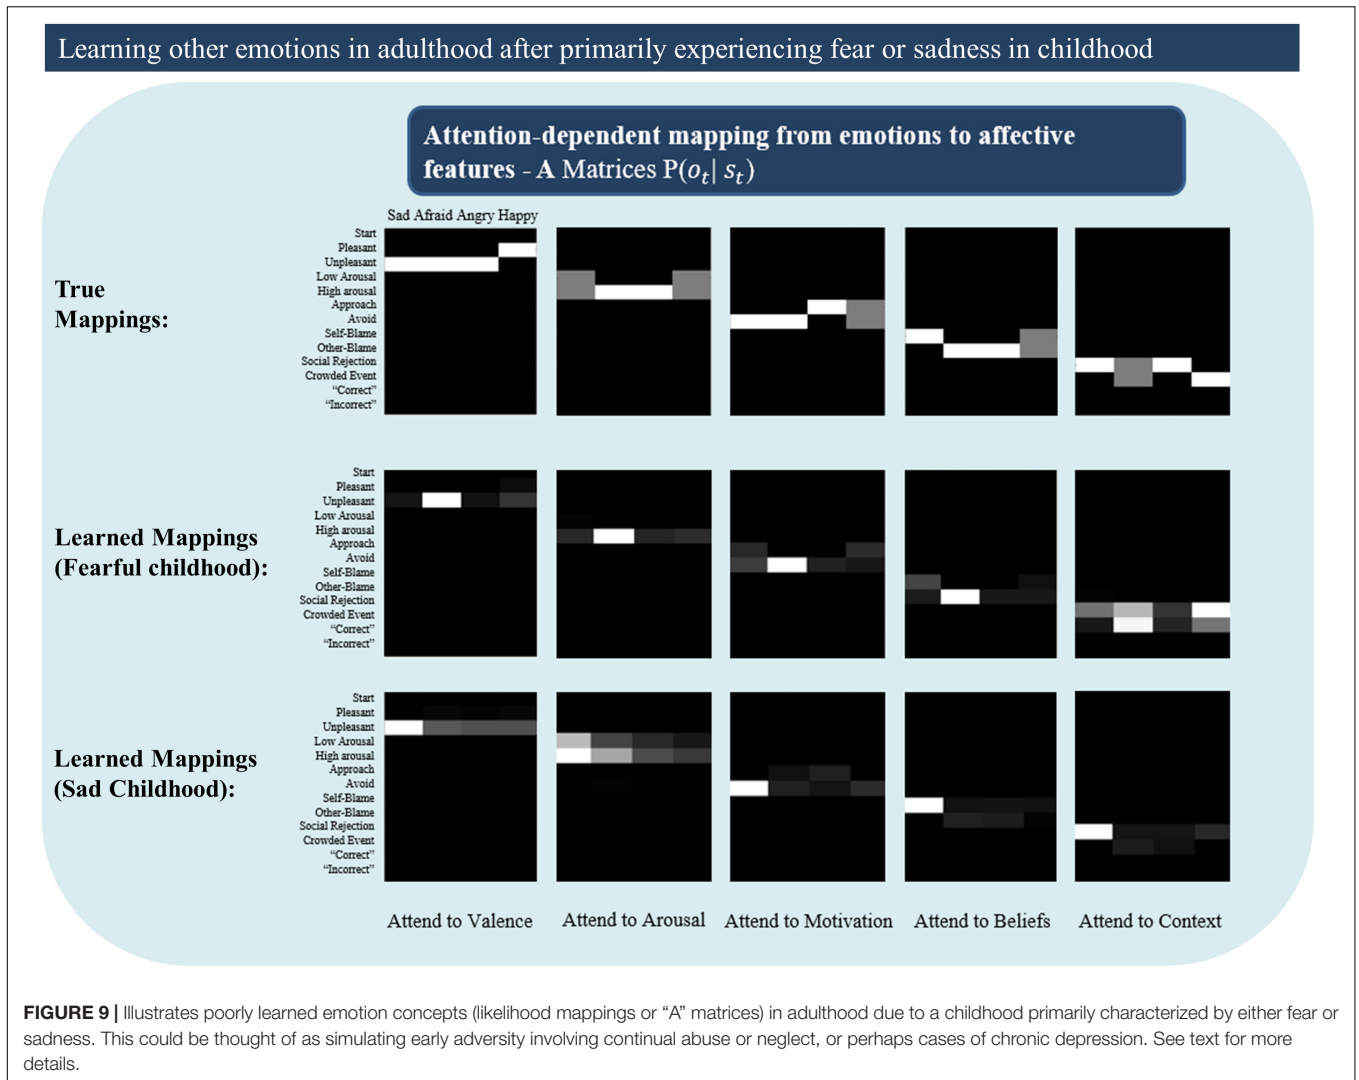 Learning other emotions in adulthood after primarily experiencing fear or sadness in childhood
Attention-dependent mapping from emotions to affective
features - A Matrices P(oₜ| sₜ)
Sad Afraid Angry Happy
True
Mappings:
Start
Pleasant
Unpleasant
Low Arousal
High arousal
Approach
Avoid
Self-Blame
Other-Blame
Social Rejection
Crowded Event
“Correct”
“Incorrect”
Learned Mappings
(Fearful childhood):
Start
Pleasant
Unpleasant
Low Arousal
High arousal
Approach
Avoid
Self-Blame
Other-Blame
Social Rejection
Crowded Event
“Correct”
“Incorrect”
Learned Mappings
(Sad Childhood):
Start
Pleasant
Unpleasant
Low Arousal
High arousal
Approach
Avoid
Self-Blame
Other-Blame
Social Rejection
Crowded Event
“Correct”
“Incorrect”
Attend to Valence
Attend to Arousal
Attend to Motivation
Attend to Beliefs
Attend to Context
FIGURE 9 | Illustrates poorly learned emotion concepts (likelihood mappings or “A” matrices) in adulthood due to a childhood primarily characterized by either fear or
sadness. This could be thought of as simulating early adversity involving continual abuse or neglect, or perhaps cases of chronic depression. See text for more
details.